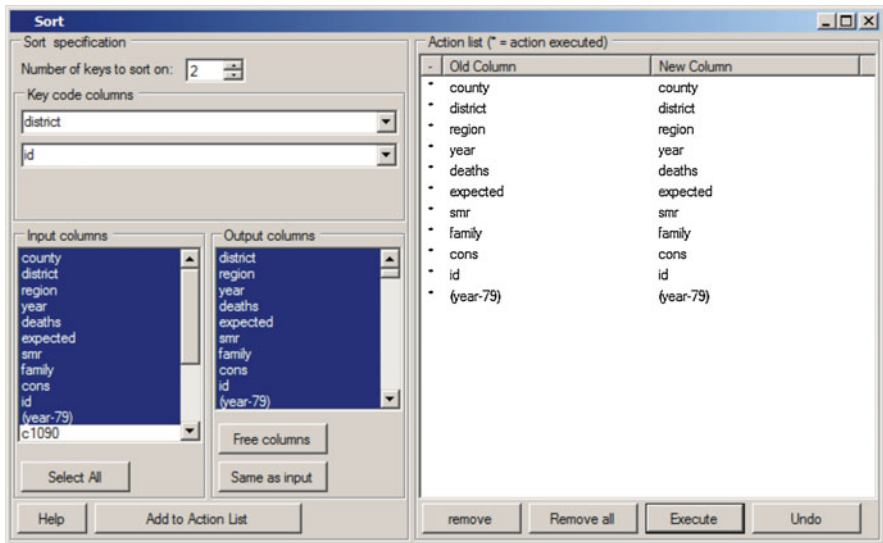 Sort
Sort specification
Number of keys to sort on: 2
Key code columns
district
id
Input columns
county
district
region
year
deaths
expected
smr
family
cons
id
(year-79)
c1090
Select All
Output columns
district
region
year
deaths
expected
smr
family
cons
id
(year-79)
Free columns
Same as input
Help
Add to Action List
Action list (* = action executed)
- Old Column New Column
* county county
* district district
* region region
* year year
* deaths deaths
* expected expected
* smr smr
* family family
* cons cons
* id id
* (year-79) (year-79)
remove Remove all Execute Undo